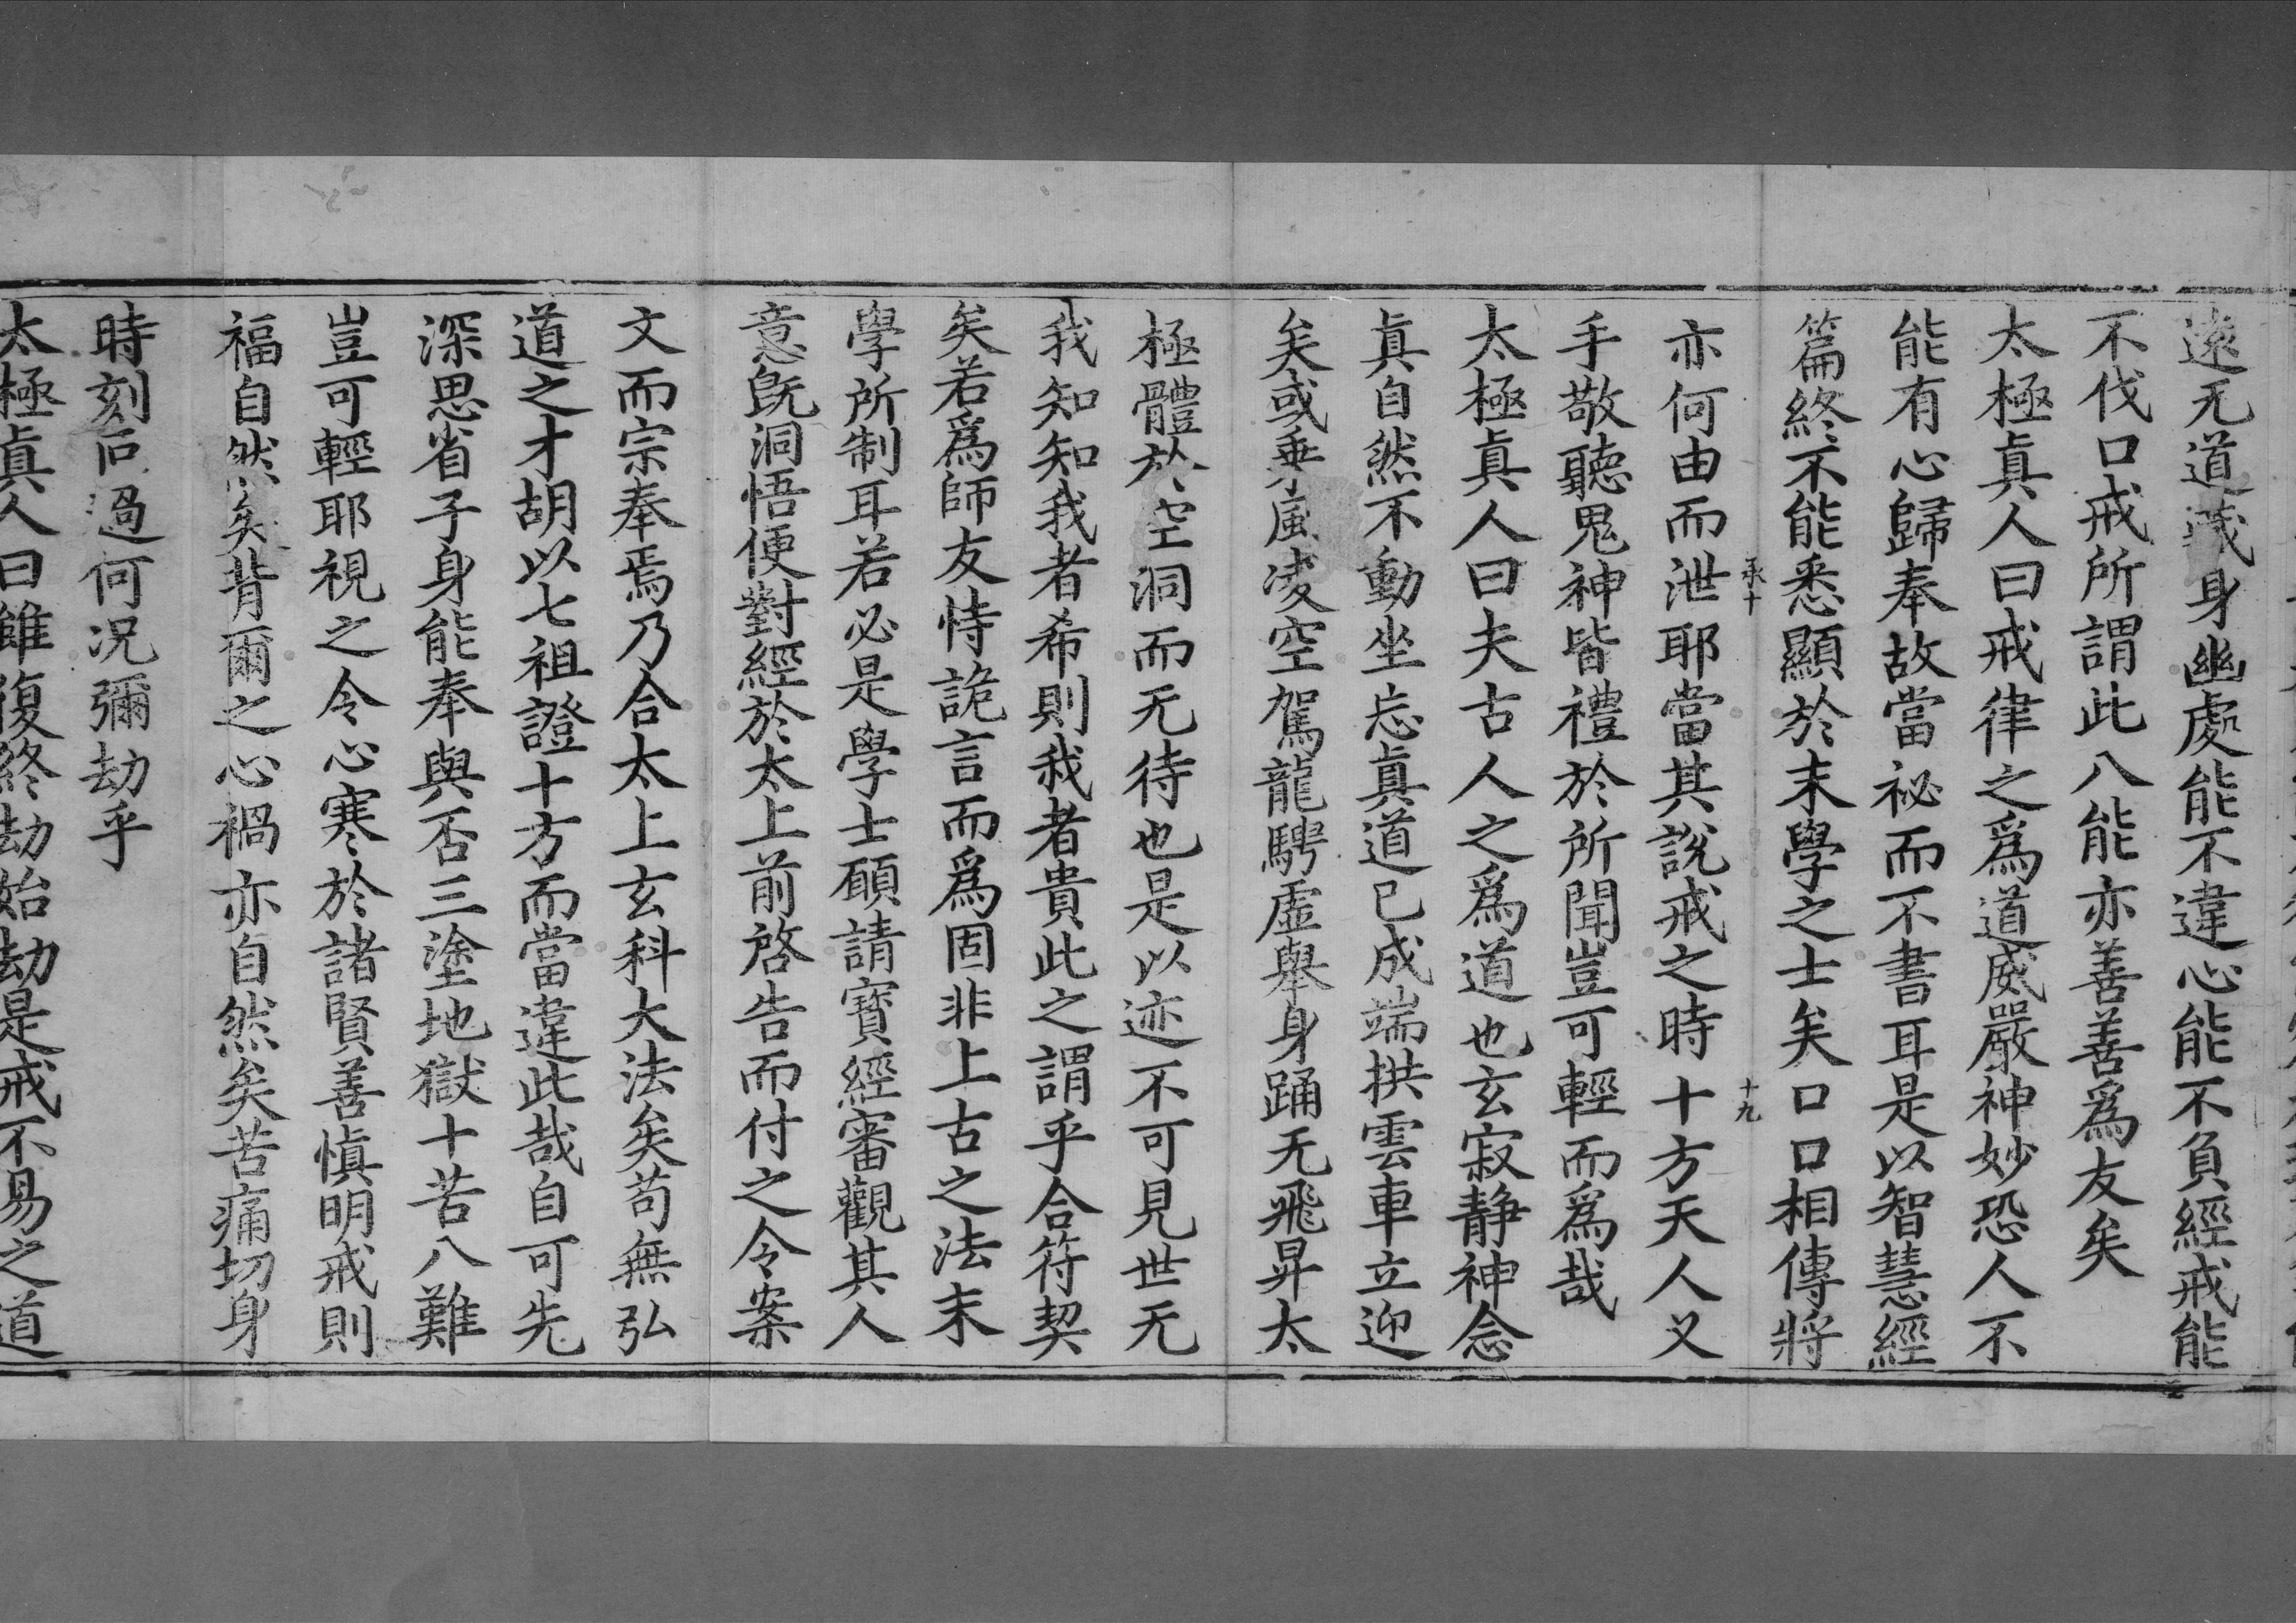 遠无道
身幽處能不違心能不負經戒能
不伐口戒所謂此八能亦善善爲友矣
太極眞人曰戒律之爲道威嚴神妙恐人不
能有心歸奉故當祕而不書耳是以智慧經
篇終不能悉顯於末學之士矣口口相傳將
十九
亦何由而泄耶當其說戒之時十方天人叉
手敬聽鬼神皆禮於所聞豈可輕而爲哉
太極眞人曰夫古人之爲道也玄寂静神念
眞自然不動坐忘眞道已成端拱雲車立迎
矣或乗風凌空駕龍騁虛舉身踊无飛昇太
極體於空洞而无待也是以迹不可見世无
我知知我者希則我者貴此之謂乎合符契
矣若爲師友恃詭言而爲固非上古之法末
學所制耳若必是學士願請寶經審觀其人
意旣洞悟便對經於太上前啓告而付之令案
文而宗奉焉乃合太上玄科大法矣苟無弘
道之才胡以七祖證十方而當違此哉自可先
深思省子身能奉與否三塗地獄十苦八難
豈可輕耶視之令心寒於諸賢善慎明戒則
福自然矣背爾之心禍亦自然矣苦痛切身
時刻叵過何況彌劫乎
太極眞人曰雖復終劫始劫是戒不易之道